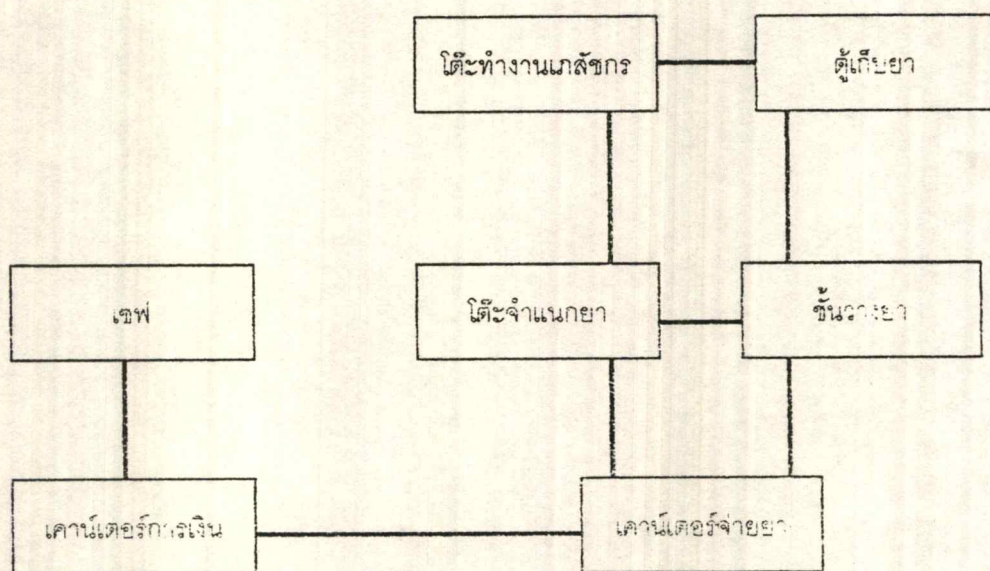 โต๊ะทำงานเภสัชกร
ตู้เก็บยา
เซฟ
โต๊ะจำแนกยา
ชั้นวางยา
เคาน์เตอร์การเงิน
เคาน์เตอร์จ่ายยา